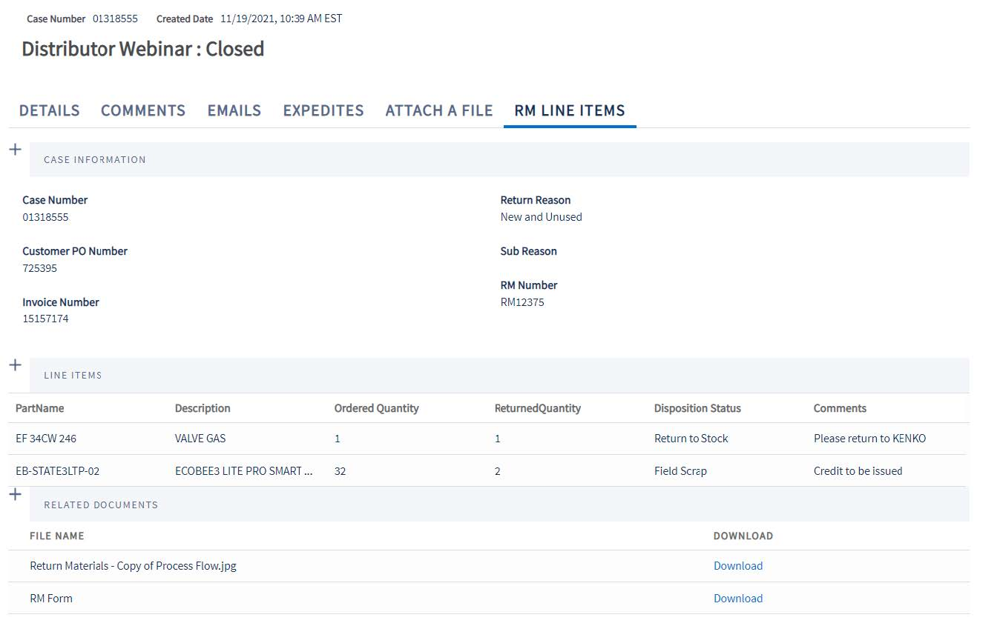 Case Number 01318555 Created Date 11/19/2021, 10:39 AM EST
Distributor Webinar : Closed
DETAILS COMMENTS EMAILS EXPEDITES ATTACH A FILE RM LINE ITEMS
CASE INFORMATION
Case Number
01318555
Customer PO Number
725395
Invoice Number
15157174
Return Reason
New and Unused
Sub Reason
RM Number
RM12375
LINE ITEMS
PartName Description Ordered Quantity ReturnedQuantity Disposition Status Comments
EF 34CW 246 VALVE GAS 1 1 Return to Stock Please return to KENKO
EB-STATE3LTP-02 ECOBEE3 LITE PRO SMART ... 32 2 Field Scrap Credit to be issued
RELATED DOCUMENTS
FILE NAME DOWNLOAD
Return Materials - Copy of Process Flow.jpg Download
RM Form Download